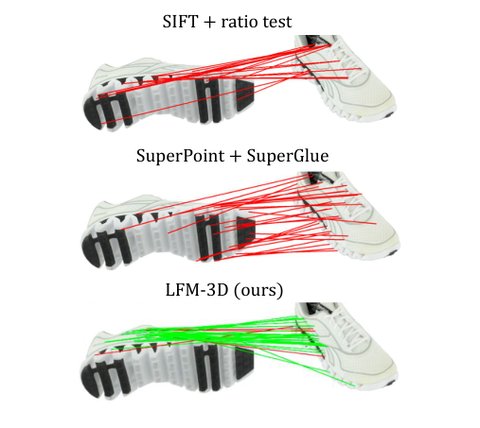 SIFT + ratio test
SuperPoint + SuperGlue
LFM-3D (ours)